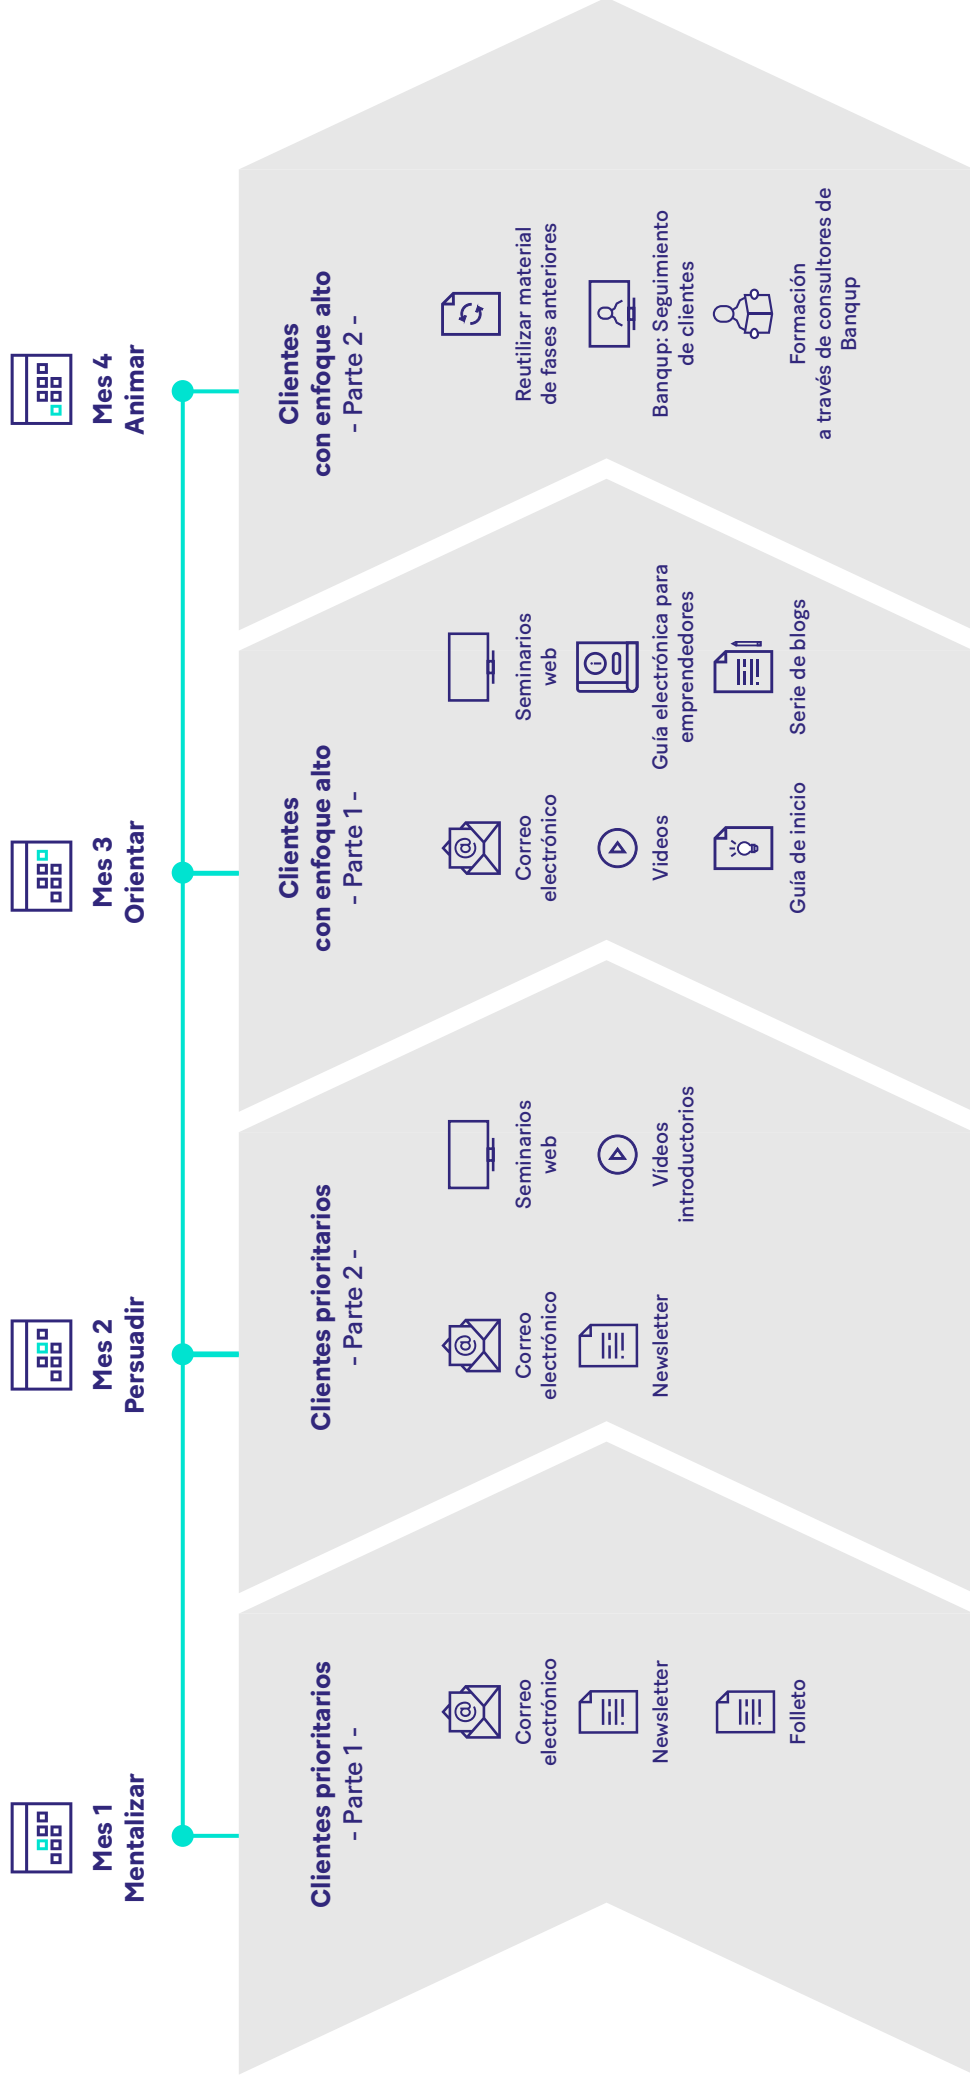 Mes 1
Mentalizar
Clientes prioritarios
- Parte 1 -
Correo
electrónico
Newsletter
Folleto
Mes 2
Persuadir
Clientes prioritarios
- Parte 2 -
Correo
electrónico
Newsletter
Seminarios
web
Vídeos
introductorios
Mes 3
Orientar
Clientes
con enfoque alto
- Parte 1 -
Correo
electrónico
Videos
Guía de inicio
Seminarios
web
Guía electrónica para
emprendedores
Serie de blogs
Mes 4
Animar
Clientes
con enfoque alto
- Parte 2 -
Reutilizar material
de fases anteriores
Banqup: Seguimiento
de clientes
Formación
a través de consultores de
Banqup